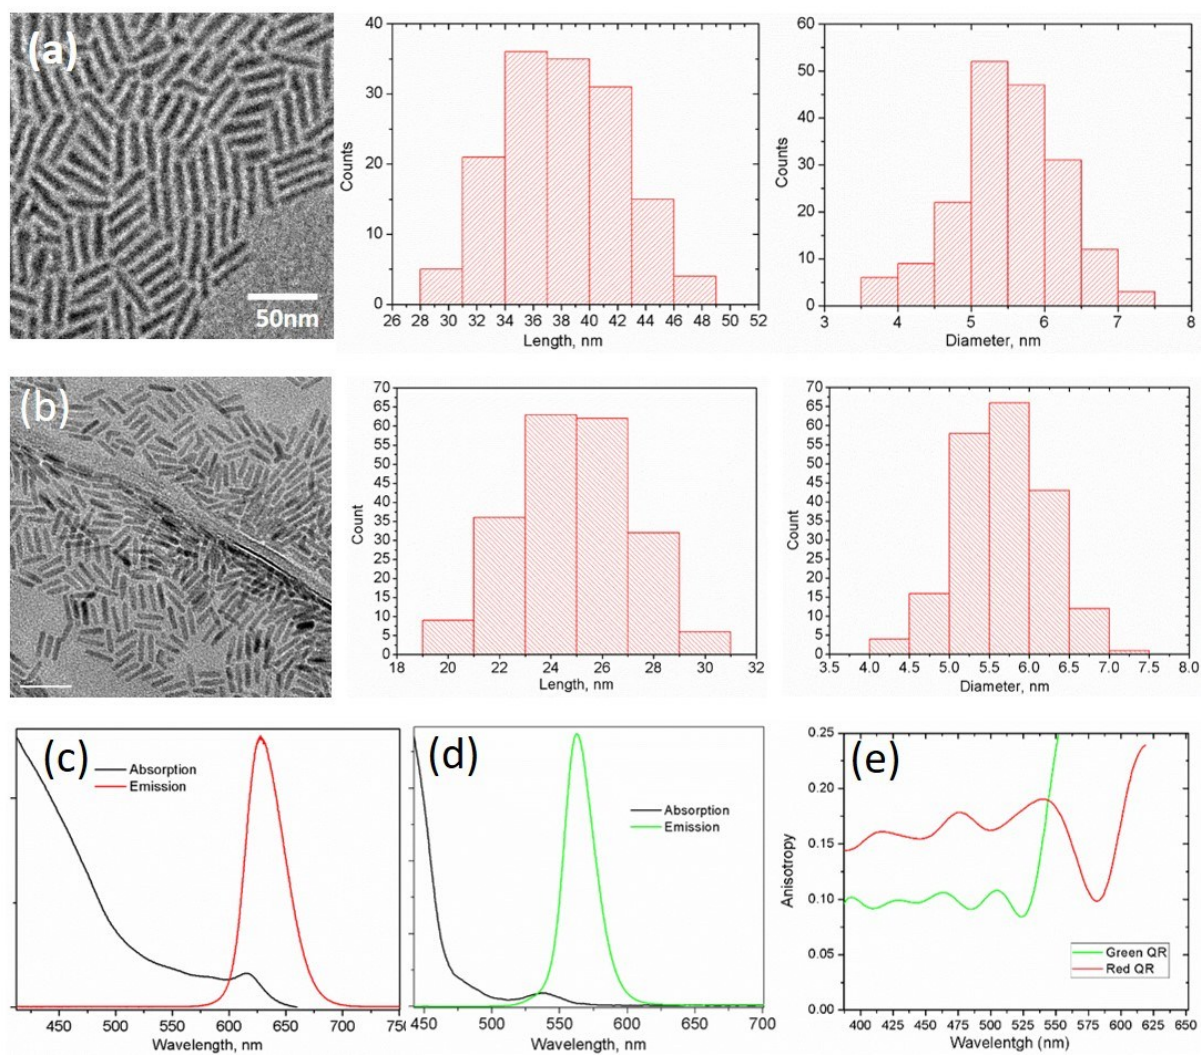 (a)
50nm
Counts
0
10
20
30
40
26 28 30 32 34 36 38 40 42 44 46 48 50 52
Length, nm
Counts
0
10
20
30
40
50
60
3 4 5 6 7 8
Diameter, nm
(b)
Count
0
5
10
15
20
25
30
35
40
45
50
55
60
65
70
18 20 22 24 26 28 30 32
Length, nm
Count
0
5
10
15
20
25
30
35
40
45
50
55
60
65
70
3.5 4.0 4.5 5.0 5.5 6.0 6.5 7.0 7.5 8.0
Diameter, nm
(c)
Absorption
Emission
450 500 550 600 650 700 750
Wavelength, nm
(d)
Absorption
Emission
450 500 550 600 650 700
Wavelength, nm
(e)
Anisotropy
0.25
0.20
0.15
0.10
0.05
0.00
Green QR
Red QR
400 425 450 475 500 525 550 575 600 625 650
Wavelentgh (nm)